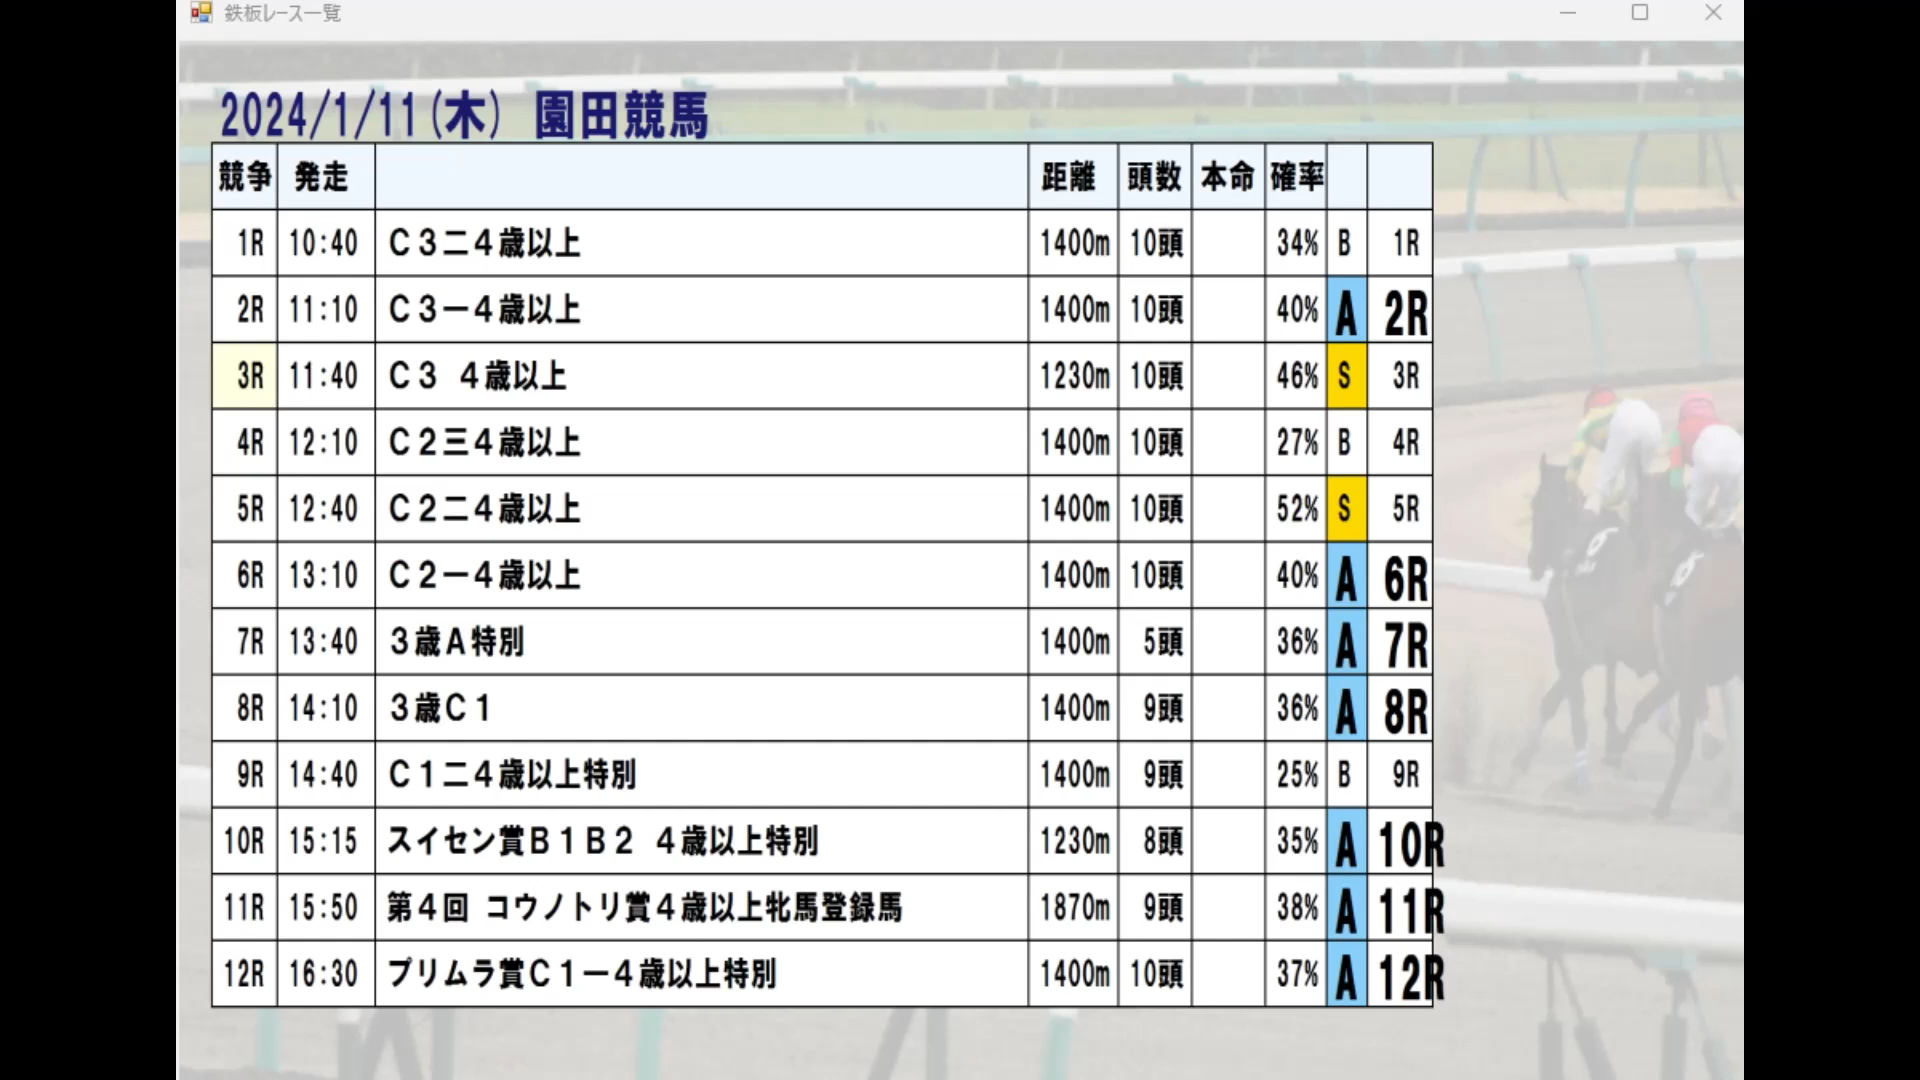 鉄板レース一覧
2024/1/11(木) 園田競馬
競争 発走 距離 頭数 本命 確率
1R 10:40 C3二4歳以上 1400m 10頭 34% B 1R
2R 11:10 C3一4歳以上 1400m 10頭 40% A 2R
3R 11:40 C3 4歳以上 1230m 10頭 46% S 3R
4R 12:10 C2三4歳以上 1400m 10頭 27% B 4R
5R 12:40 C2二4歳以上 1400m 10頭 52% S 5R
6R 13:10 C2一4歳以上 1400m 10頭 40% A 6R
7R 13:40 3歳A特別 1400m 5頭 36% A 7R
8R 14:10 3歳C1 1400m 9頭 36% A 8R
9R 14:40 C1二4歳以上特別 1400m 9頭 25% B 9R
10R 15:15 スイセン賞B1B2 4歳以上特別 1230m 8頭 35% A 10R
11R 15:50 第4回 コウノトリ賞4歳以上牝馬登録馬 1870m 9頭 38% A 11R
12R 16:30 プリムラ賞C1一4歳以上特別 1400m 10頭 37% A 12R